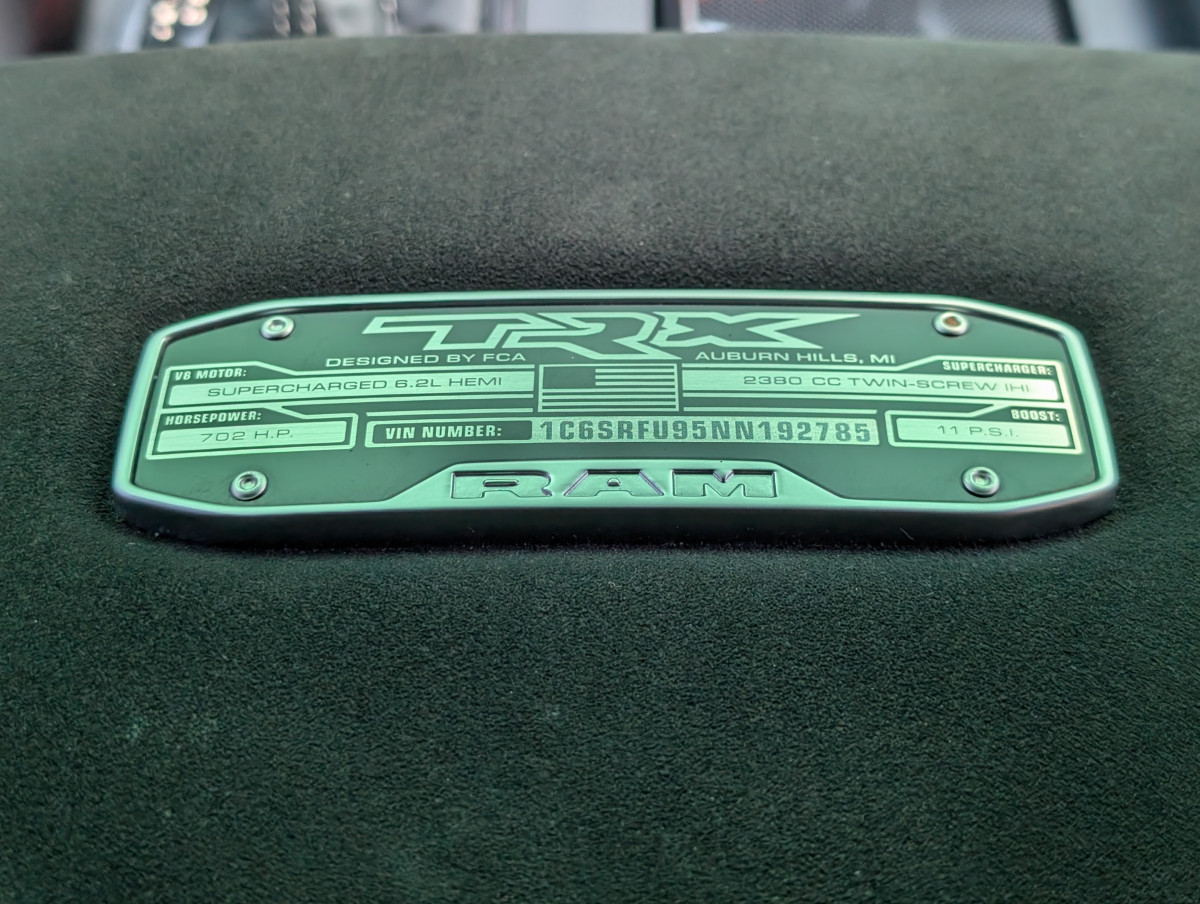 TRX
DESIGNED BY FCA AUBURN HILLS, MI
V8 MOTOR: SUPERCHARGER:
SUPERCHARGED 6.2L HEMI 2380 CC TWIN-SCREW IHI
HORSEPOWER: BOOST:
702 H.P. VIN NUMBER: 1C6SRFU95NN192785 11 P.S.I.
RAM